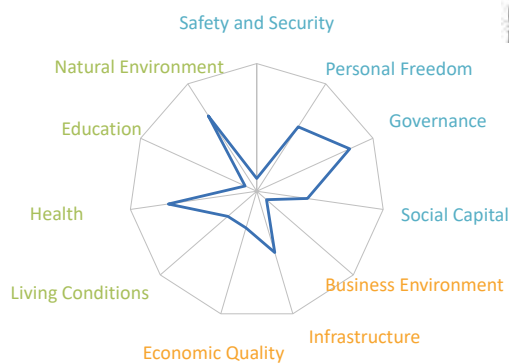 Safety and Security
Natural Environment
Personal Freedom
Education
Governance
Health
Social Capital
Living Conditions
Business Environment
Infrastructure
Economic Quality